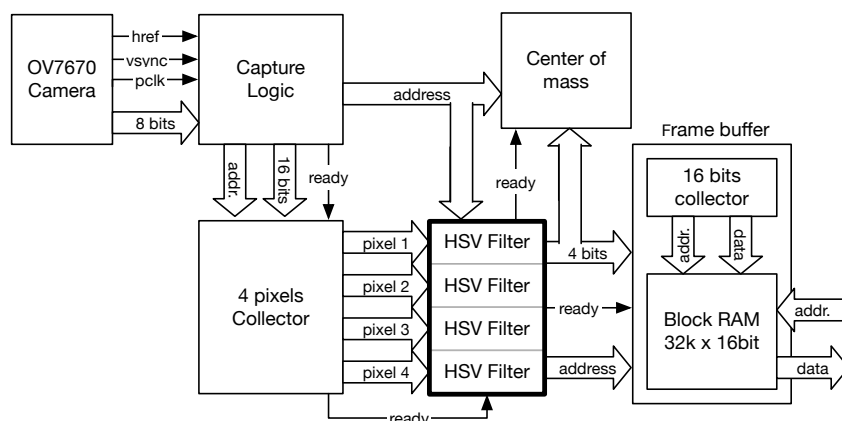 OV7670
Camera
href
vsync
pclk
8 bits
Capture
Logic
address
Center of
mass
addr.
16 bits
ready
ready
Frame buffer
16 bits
collector
addr.
data
Block RAM
32k x 16bit
addr.
data
4 pixels
Collector
pixel 1
pixel 2
pixel 3
pixel 4
HSV Filter
HSV Filter
HSV Filter
HSV Filter
4 bits
ready
address
ready